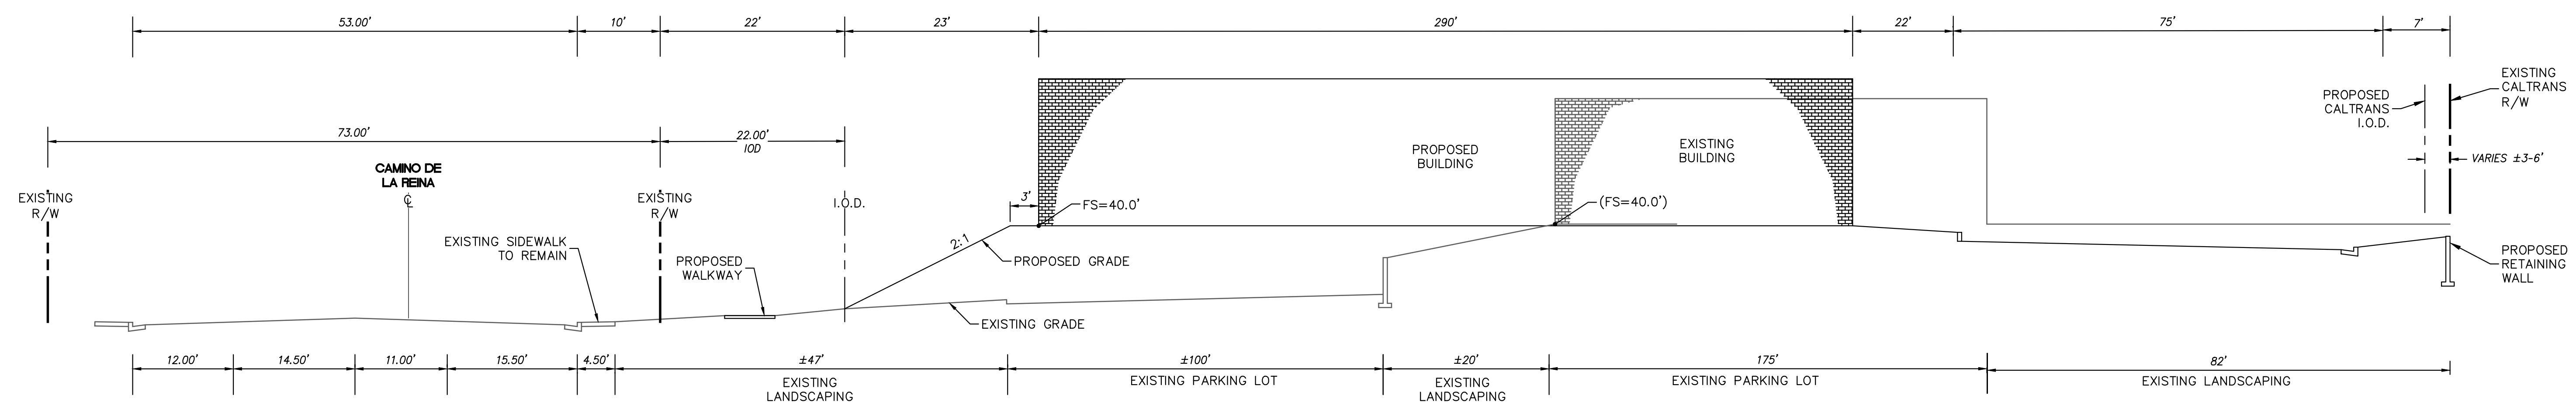 53.00'
10'
22'
23'
290'
22'
75'
7'
73.00'
22.00'
IOD
CAMINO DE
LA REINA
℄
EXISTING
R/W
EXISTING
R/W
I.O.D.
EXISTING SIDEWALK
TO REMAIN
PROPOSED
WALKWAY
2:1
3'
FS=40.0'
PROPOSED GRADE
EXISTING GRADE
PROPOSED
BUILDING
EXISTING
BUILDING
(FS=40.0')
PROPOSED
CALTRANS
I.O.D.
EXISTING
CALTRANS
R/W
VARIES ±3-6'
PROPOSED
RETAINING
WALL
12.00'
14.50'
11.00'
15.50'
4.50'
±47'
EXISTING
LANDSCAPING
±100'
EXISTING PARKING LOT
±20'
EXISTING
LANDSCAPING
175'
EXISTING PARKING LOT
82'
EXISTING LANDSCAPING